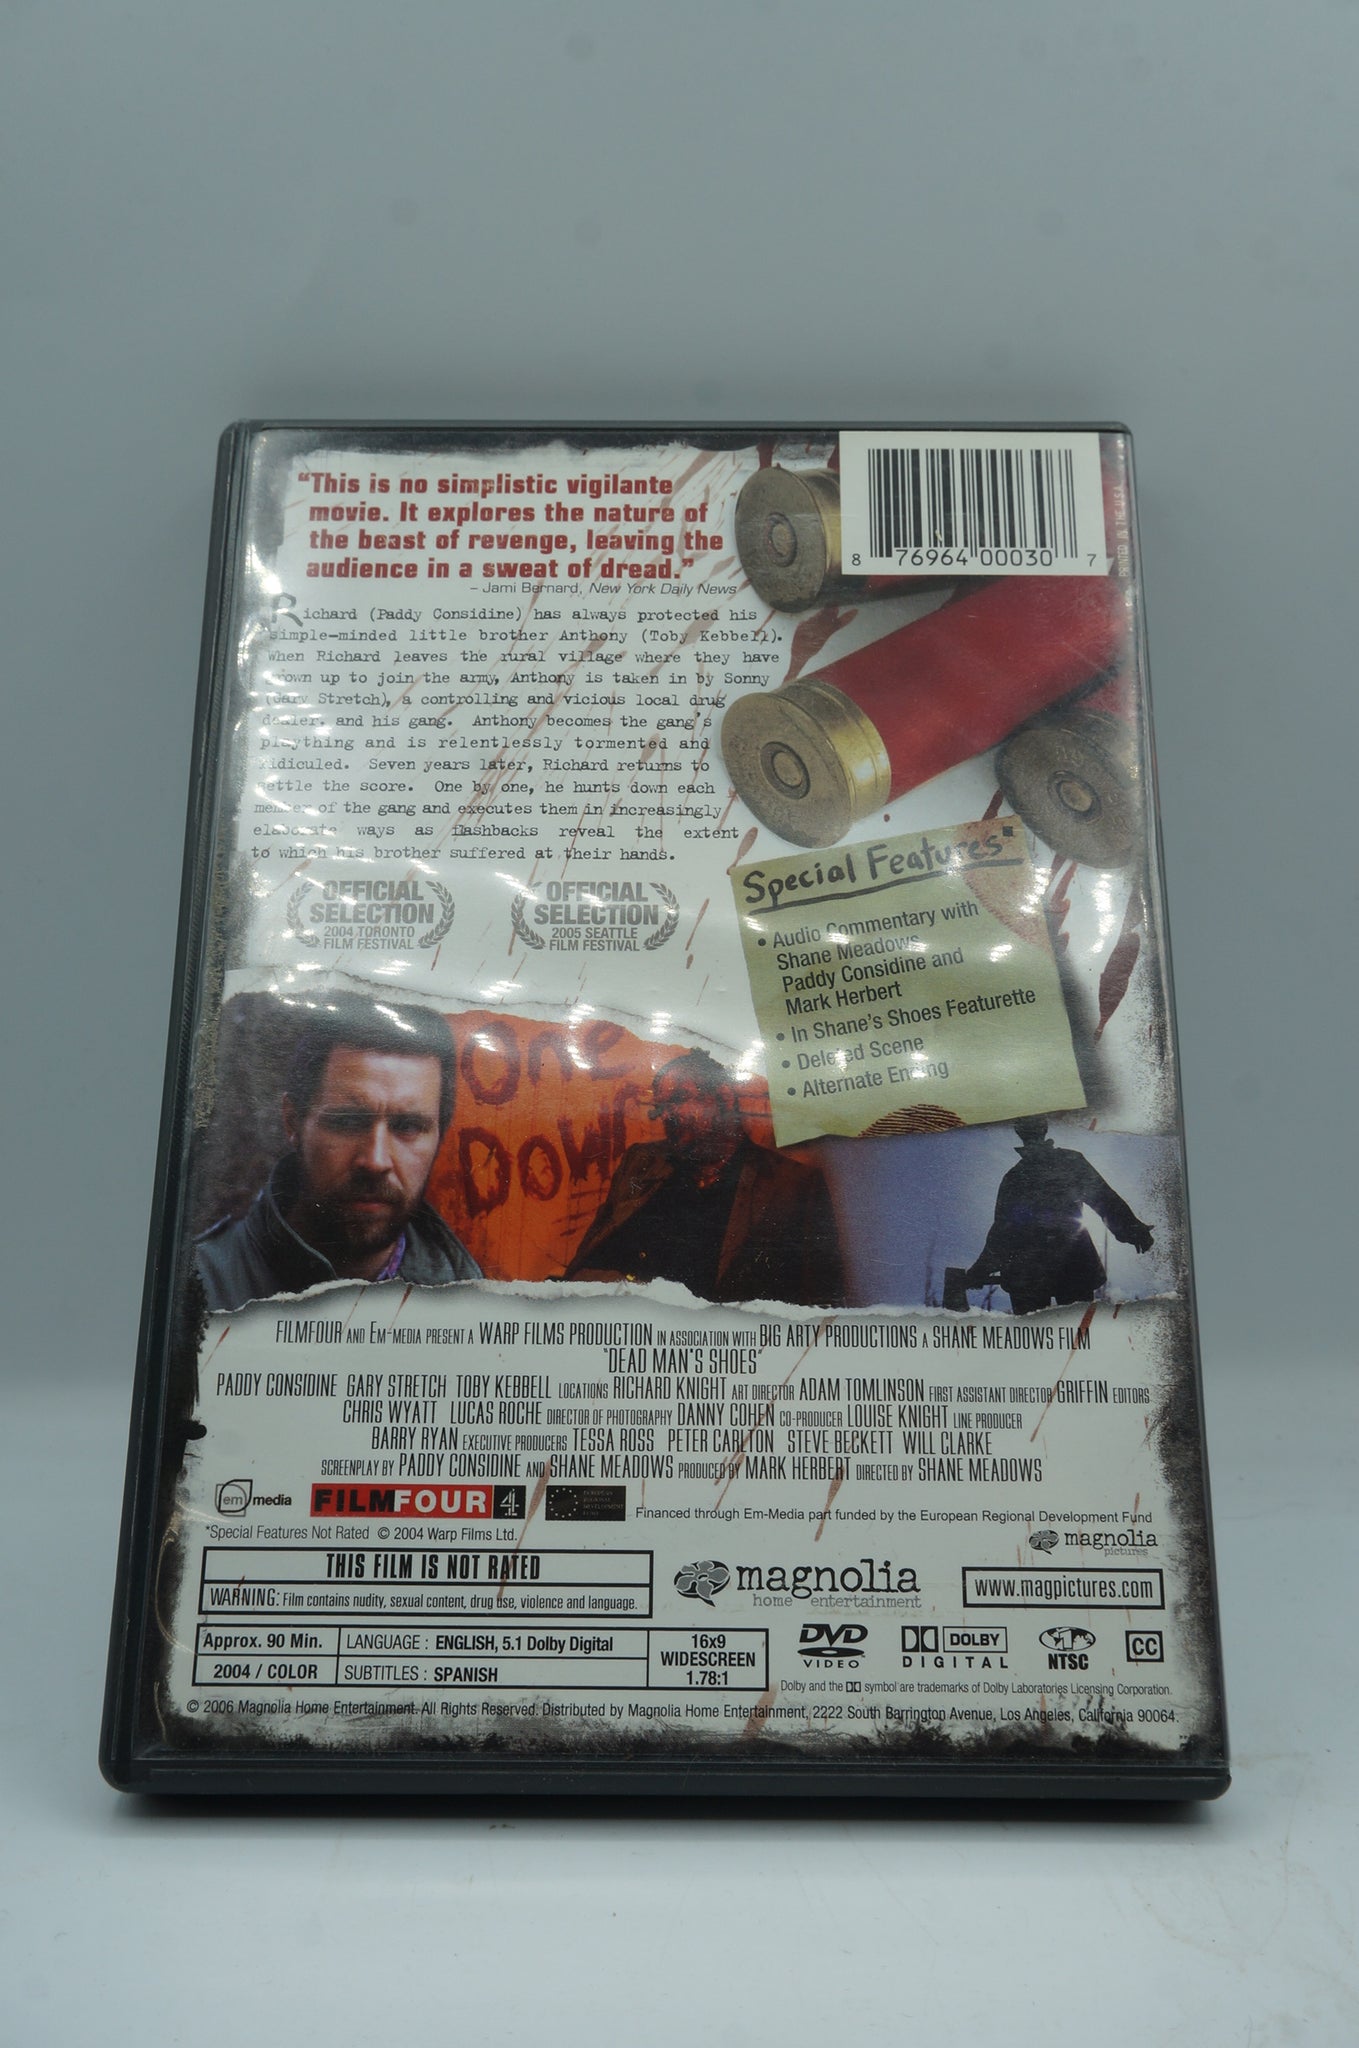 "This is no simplistic vigilante
movie. It explores the nature of
the beast of revenge, leaving the
audience in a sweat of dread."
– Jami Bernard, New York Daily News
8 76964 00030 7
PRINTED IN THE U.S.A.
Richard (Paddy Considine) has always protected his
simple-minded little brother Anthony (Toby Kebbell).
When Richard leaves the rural village where they have
grown up to join the army, Anthony is taken in by Sonny
(Gary Stretch), a controlling and vicious local drug
dealer, and his gang. Anthony becomes the gang's
plaything and is relentlessly tormented and
ridiculed. Seven years later, Richard returns to
settle the score. One by one, he hunts down each
member of the gang and executes them in increasingly
elaborate ways as flashbacks reveal the extent
to which his brother suffered at their hands.
OFFICIAL
SELECTION
2004 TORONTO
FILM FESTIVAL
OFFICIAL
SELECTION
2005 SEATTLE
FILM FESTIVAL
Special Features*
• Audio Commentary with
Shane Meadows,
Paddy Considine and
Mark Herbert
• In Shane's Shoes Featurette
• Deleted Scene
• Alternate Ending
One
Down
FILMFOUR AND EM-MEDIA PRESENT A WARP FILMS PRODUCTION IN ASSOCIATION WITH BIG ARTY PRODUCTIONS A SHANE MEADOWS FILM
"DEAD MAN'S SHOES"
PADDY CONSIDINE GARY STRETCH TOBY KEBBELL LOCATIONS RICHARD KNIGHT ART DIRECTOR ADAM TOMLINSON FIRST ASSISTANT DIRECTOR GRIFFIN EDITORS
CHRIS WYATT LUCAS ROCHE DIRECTOR OF PHOTOGRAPHY DANNY COHEN CO-PRODUCER LOUISE KNIGHT LINE PRODUCER
BARRY RYAN EXECUTIVE PRODUCERS TESSA ROSS PETER CARLTON STEVE BECKETT WILL CLARKE
SCREENPLAY BY PADDY CONSIDINE AND SHANE MEADOWS PRODUCED BY MARK HERBERT DIRECTED BY SHANE MEADOWS
em media
FILMFOUR 4
EUROPEAN
REGIONAL
DEVELOPMENT
FUND
Financed through Em-Media part funded by the European Regional Development Fund
*Special Features Not Rated © 2004 Warp Films Ltd.
magnolia
pictures
THIS FILM IS NOT RATED
WARNING: Film contains nudity, sexual content, drug use, violence and language.
magnolia
home entertainment
www.magpictures.com
Approx. 90 Min.
2004 / COLOR
LANGUAGE : ENGLISH, 5.1 Dolby Digital
SUBTITLES : SPANISH
16x9
WIDESCREEN
1.78:1
DVD
VIDEO
DOLBY
DIGITAL
1
NTSC
CC
Dolby and the DD symbol are trademarks of Dolby Laboratories Licensing Corporation.
© 2006 Magnolia Home Entertainment. All Rights Reserved. Distributed by Magnolia Home Entertainment, 2222 South Barrington Avenue, Los Angeles, California 90064.